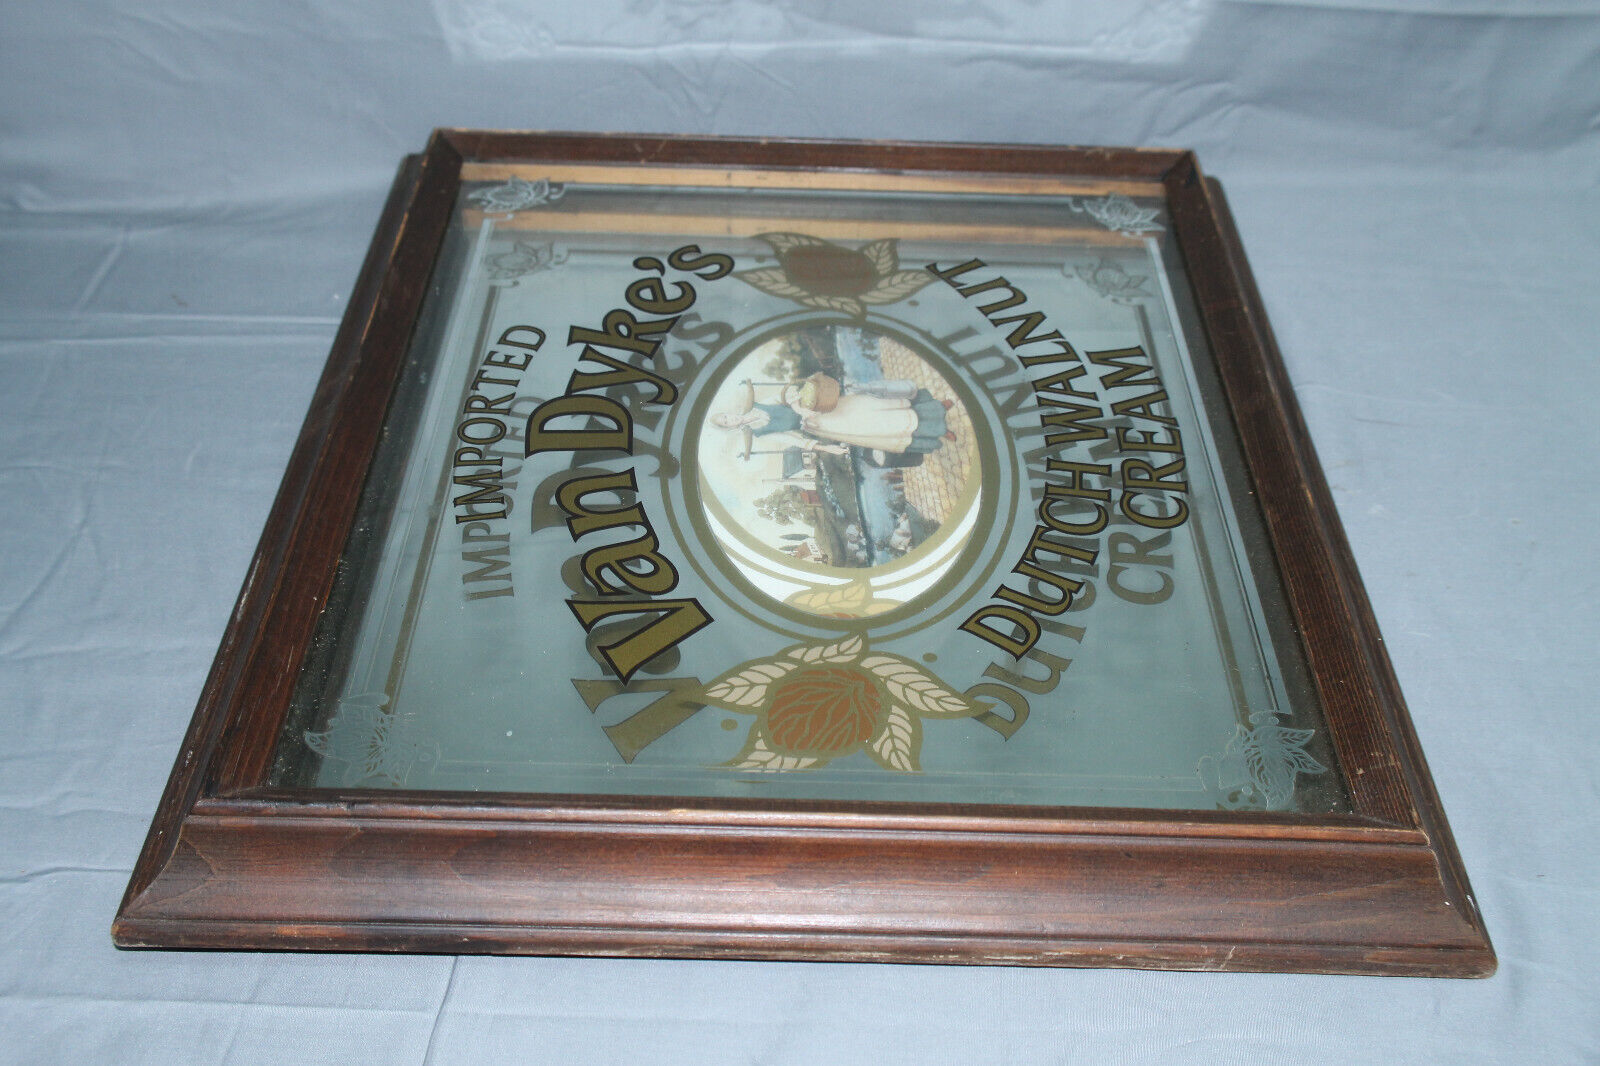 IMPORTED
Van Dyke's
DUTCH WALNUT
CREAM